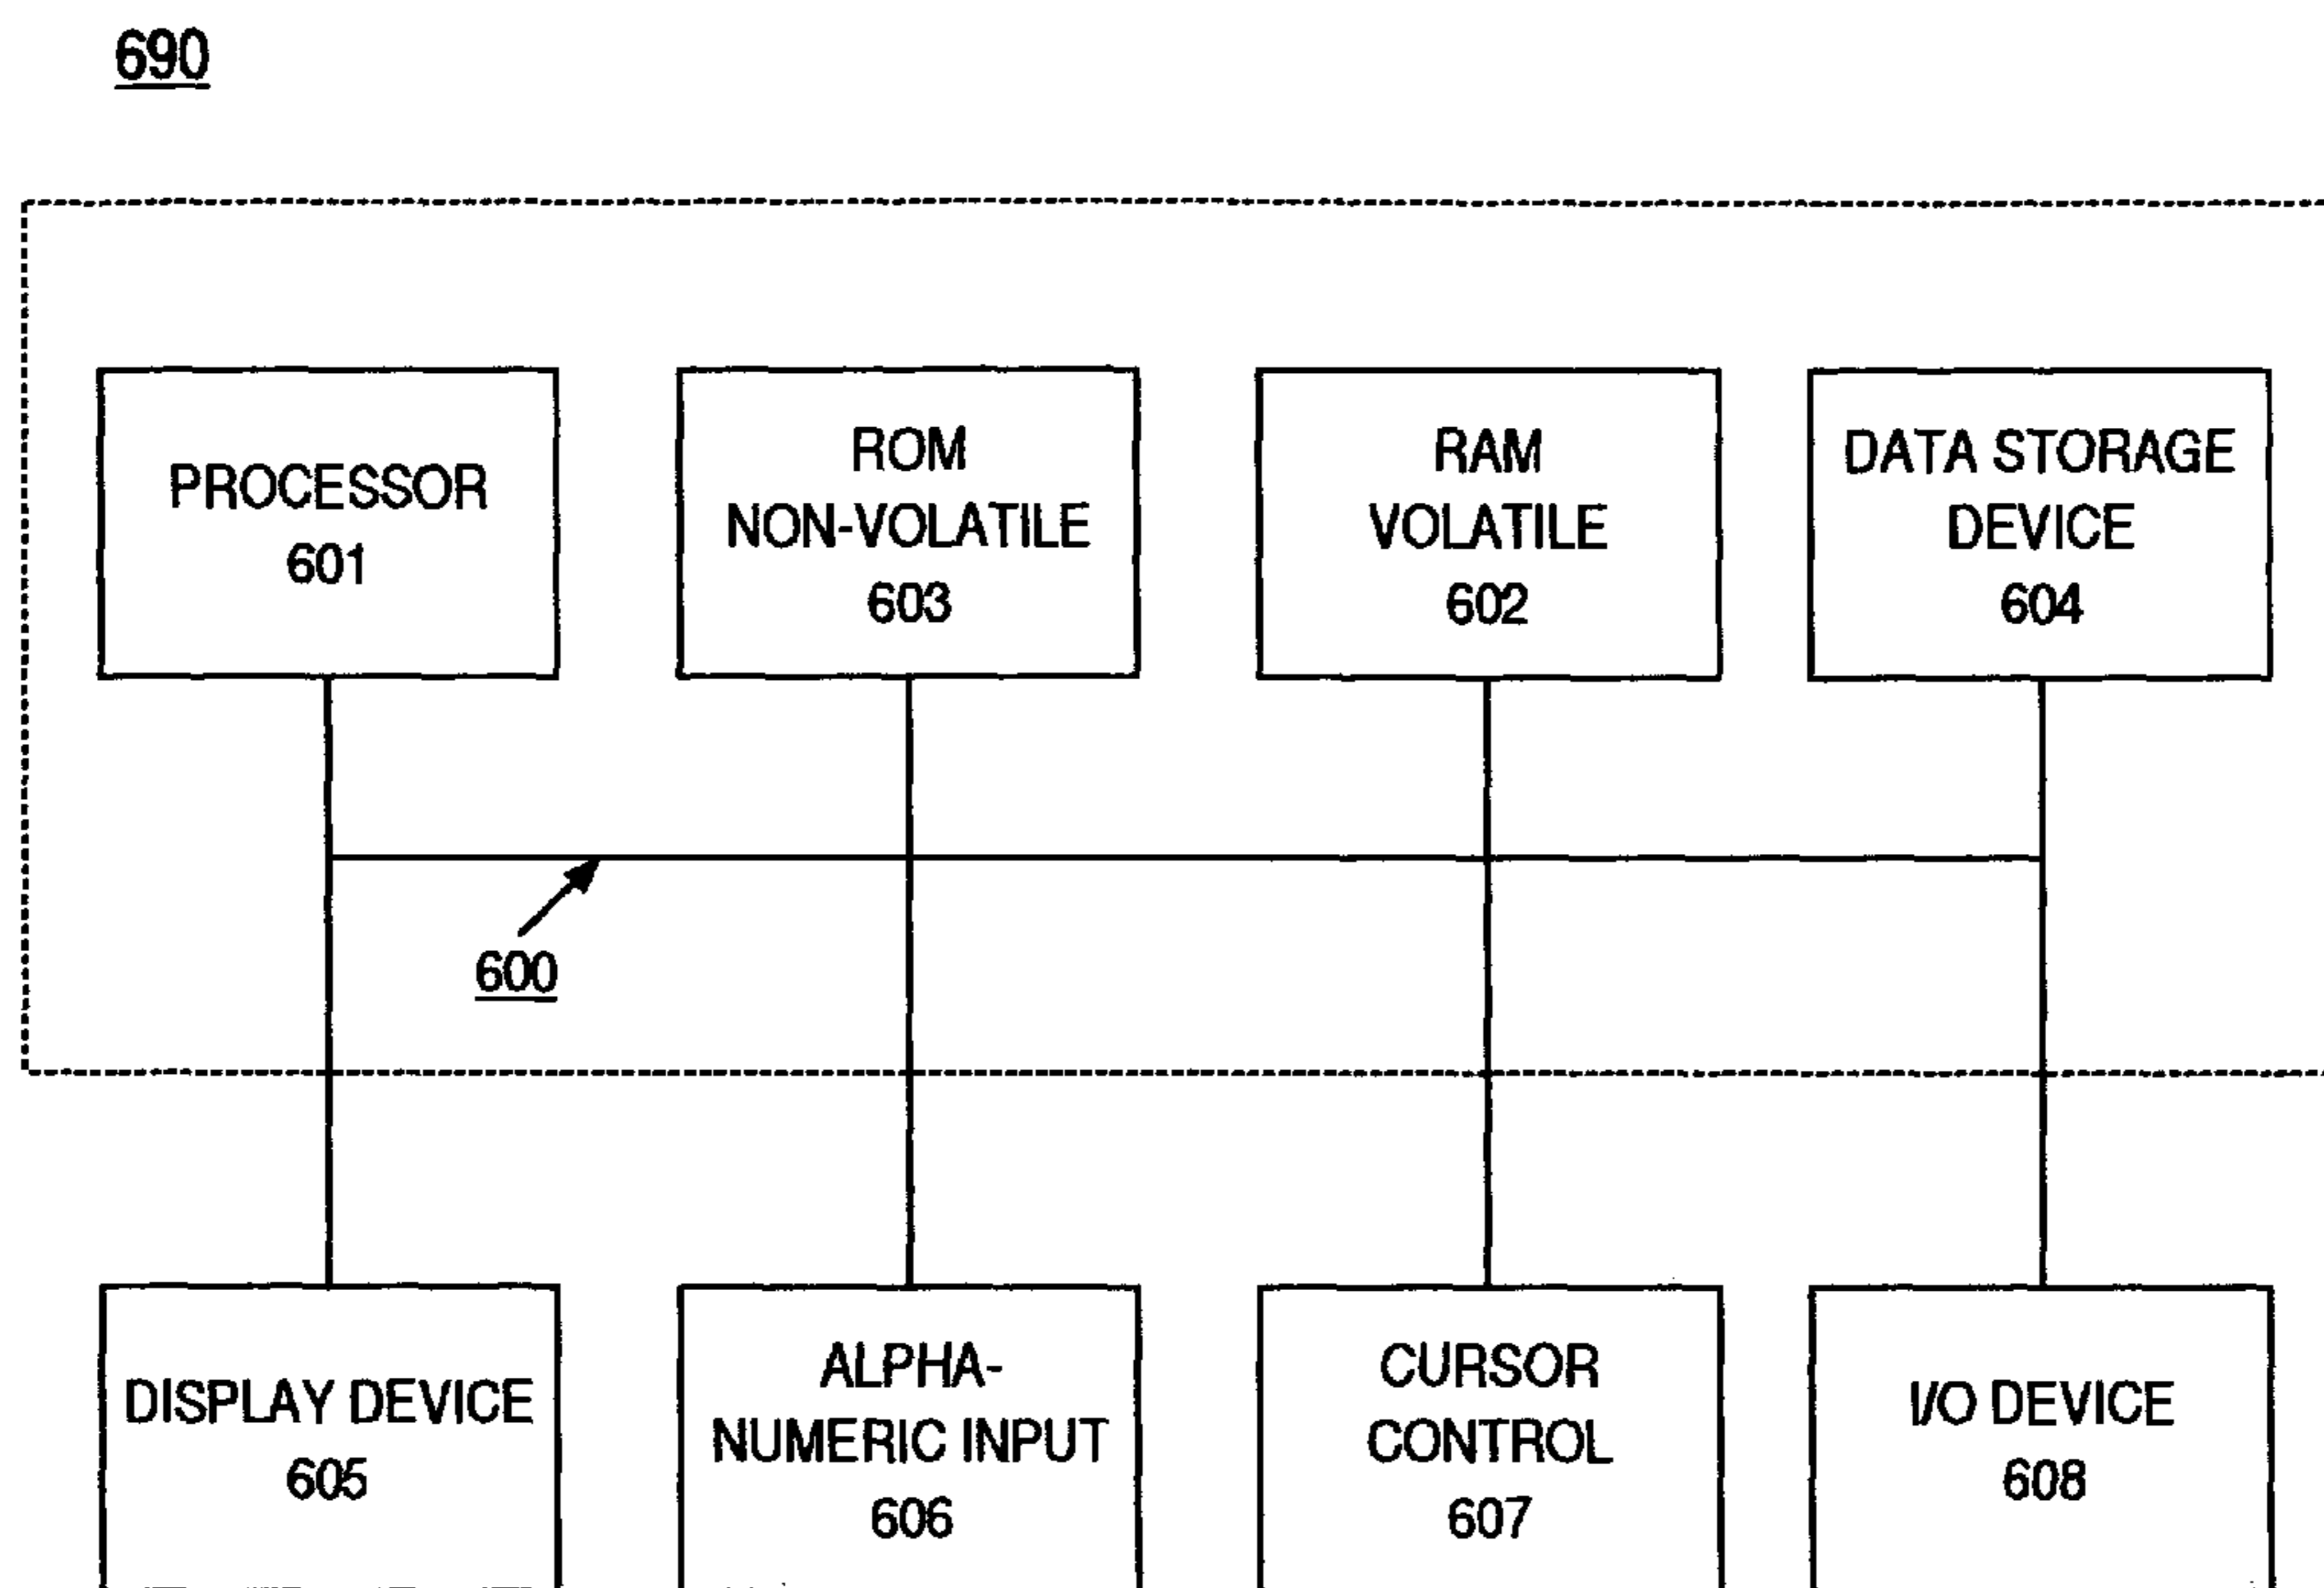 690
PROCESSOR
601
ROM
NON-VOLATILE
603
RAM
VOLATILE
602
DATA STORAGE
DEVICE
604
600
DISPLAY DEVICE
605
ALPHA-
NUMERIC INPUT
606
CURSOR
CONTROL
607
I/O DEVICE
608